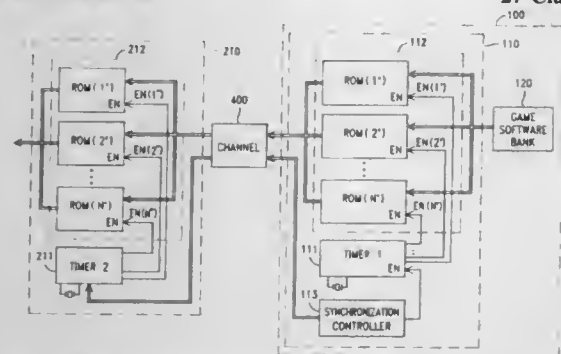 100
212
210
112
110
ROM(1")
EN(1")
EN
ROM(2")
EN(2")
EN
ROM(N")
EN(N")
EN
211
TIMER 2
400
CHANNEL
ROM(1")
EN(1")
EN
ROM(2")
EN(2")
EN
ROM(N")
EN(N")
EN
111
TIMER 1
EN
113
SYNCHRONIZATION
CONTROLLER
120
GAME
SOFTWARE
BANK